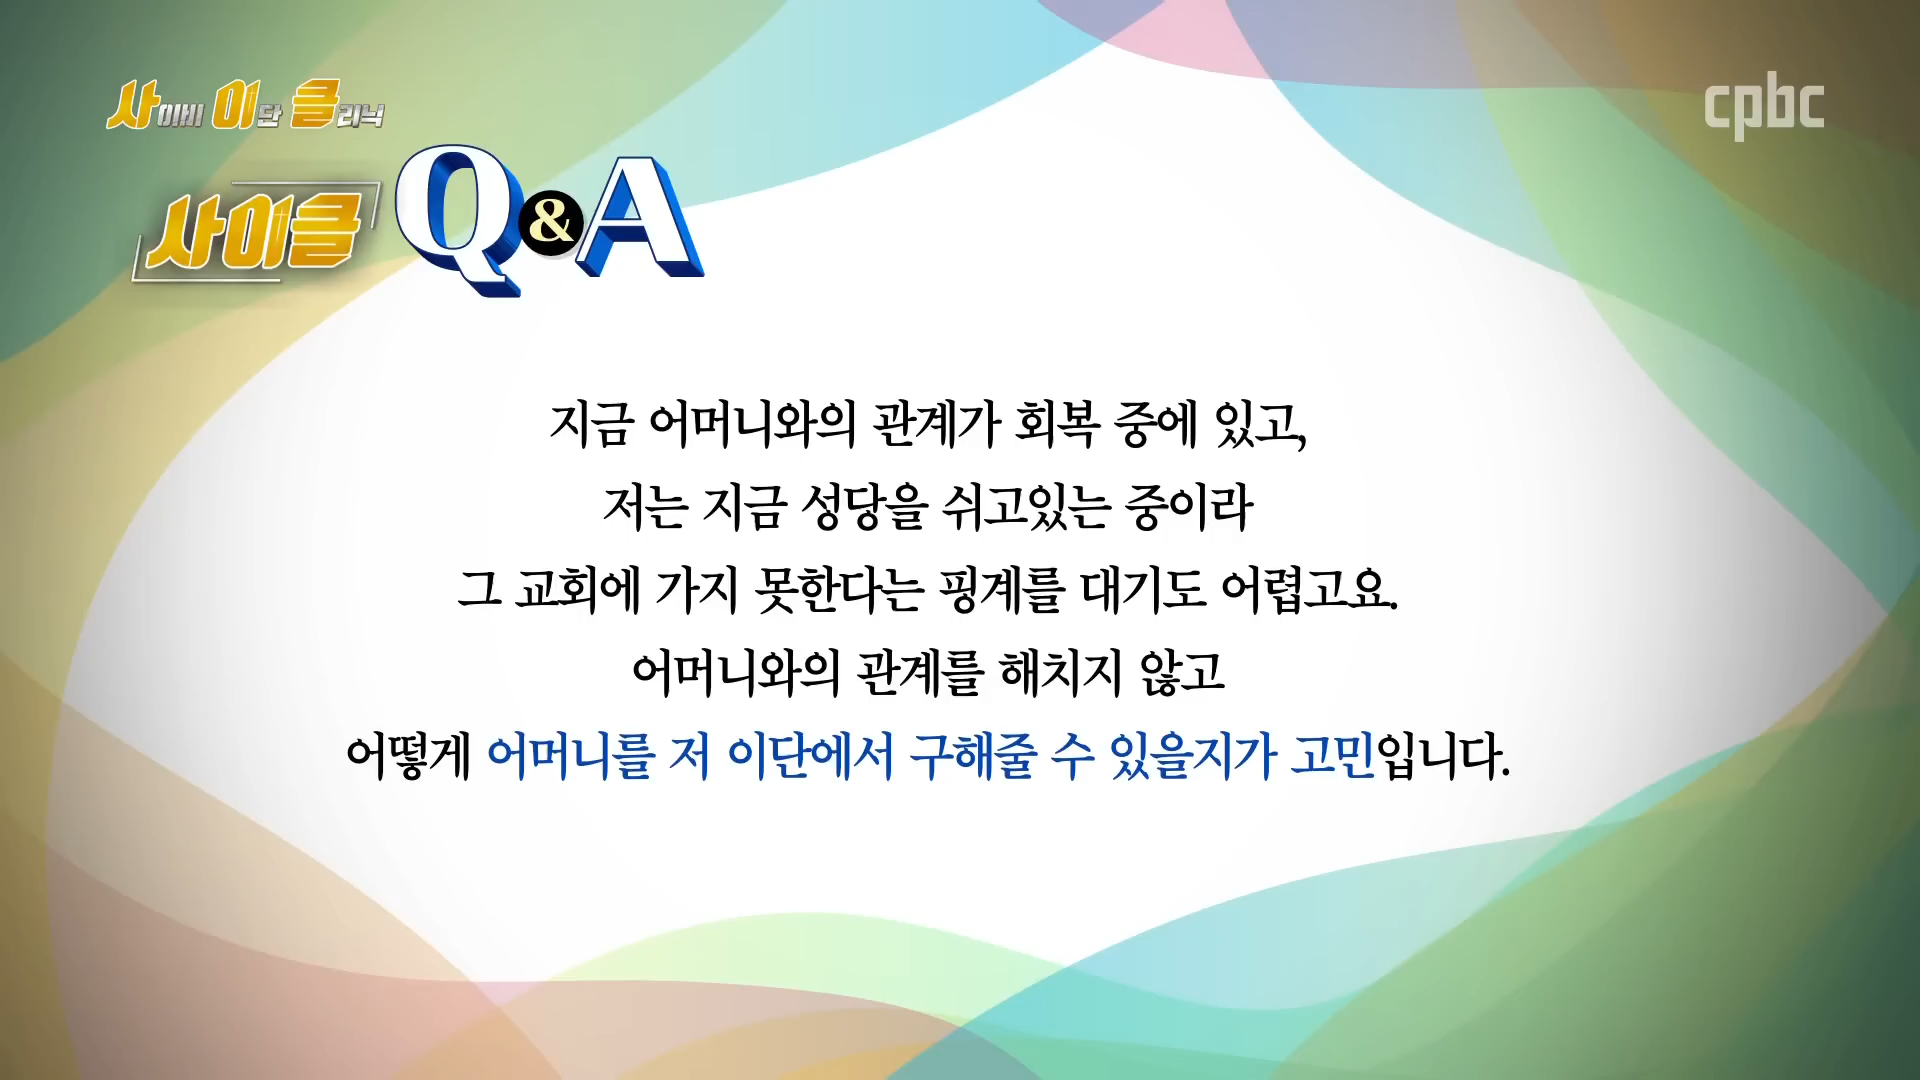 사이비 이단 클리닉
cpbc
사이클 Q&A
지금 어머니와의 관계가 회복 중에 있고,
저는 지금 성당을 쉬고있는 중이라
그 교회에 가지 못한다는 핑계를 대기도 어렵고요.
어머니와의 관계를 해치지 않고
어떻게 어머니를 저 이단에서 구해줄 수 있을지가 고민입니다.